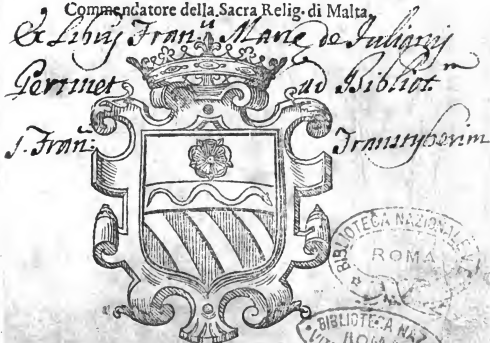 Commendatore della Sacra Relig. di Malta.
Ex Libris Fran.ci Mariæ de Iulianis
Pertinet ad Bibliot.m
S. Fran.ci Transtyberim
BIBLIOTECA NAZIONALE
ROMA
BIBLIOTECA NAZ
ROMA